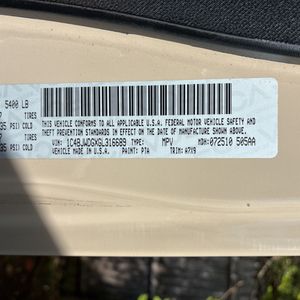 5400 LB
TIRES
35 PSI COLD
TIRES
35 PSI COLD
THIS VEHICLE CONFORMS TO ALL APPLICABLE U.S.A.
FEDERAL MOTOR VEHICLE SAFETY AND
THEFT PREVENTION STANDARDS IN EFFECT ON THE
DATE OF MANUFACTURE SHOWN ABOVE.
VIN: 1C4BJWDGXGL316689 TYPE: MPV MDH: 072510 505AA
VEHICLE MADE IN U.S.A. PAINT: PTA TRIM: A7X9